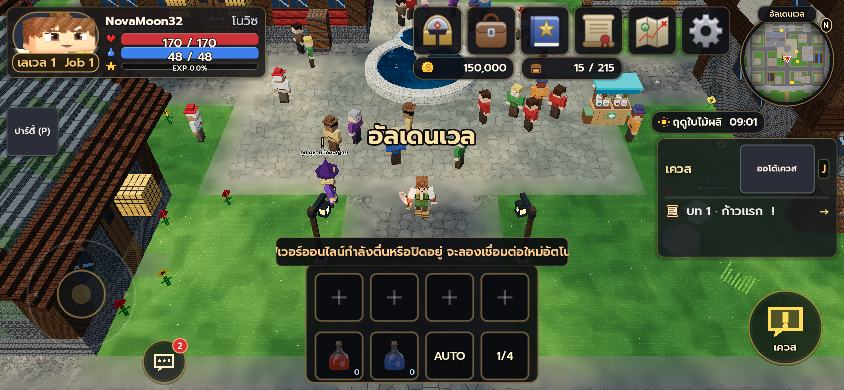 NovaMoon32 โนวิซ
170 / 170
48 / 48
EXP 0.0%
เลเวล 1 Job 1
150,000
15 / 215
อัลเดนเวล
N
ปาร์ตี้ (P)
ฤดูใบไม้ผลิ 09:01
อัลเดนเวล
เควส
ออโต้เควส
J
บท 1 · ก้าวแรก !
เวอร์ออนไลน์กำลังตื่นหรือปิดอยู่ จะลองเชื่อมต่อใหม่อัตโน
0
0
AUTO
1/4
2
เควส